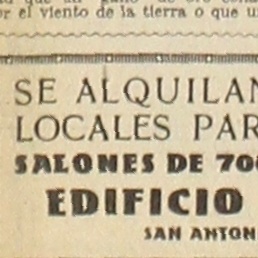 el viento de la tierra o que
SE ALQUILAN
LOCALES PAR
SALONES DE 70
EDIFICIO
SAN ANTON